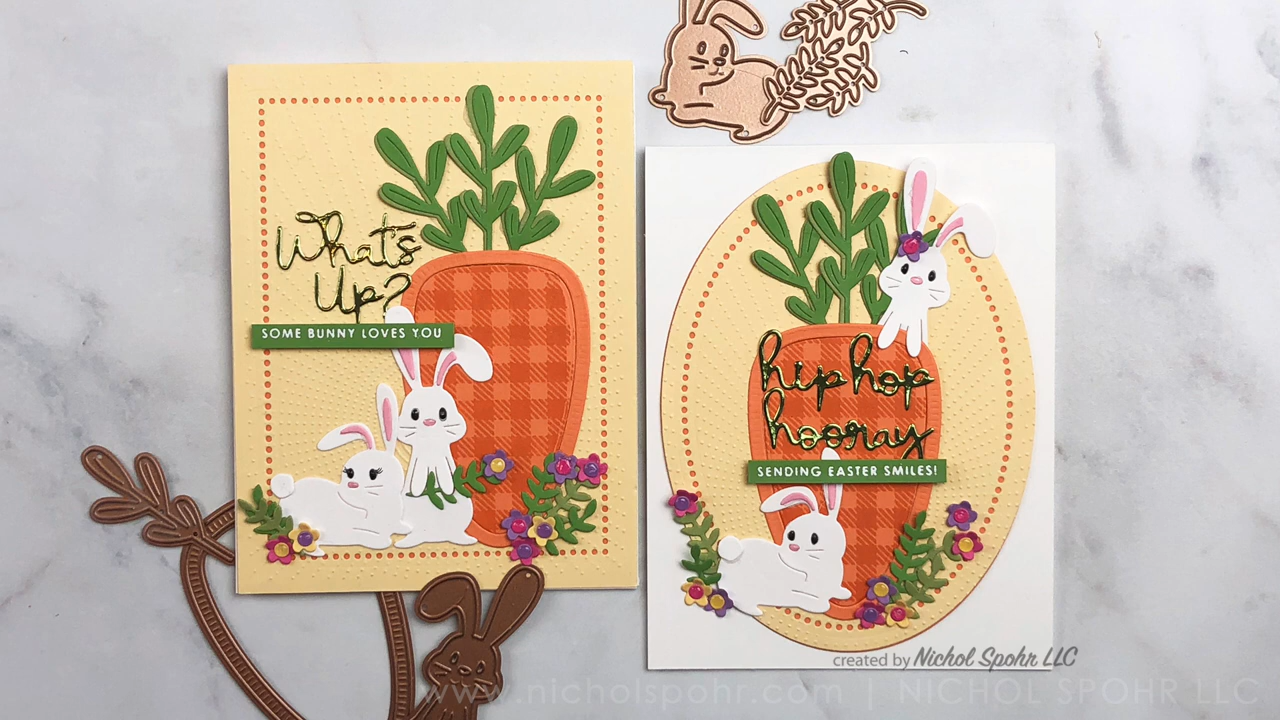 What's
Up?
SOME BUNNY LOVES YOU
hip hop
hooray
SENDING EASTER SMILES!
created by Nichol Spohr LLC
www.nicholspohr.com | NICHOL SPOHR LLC